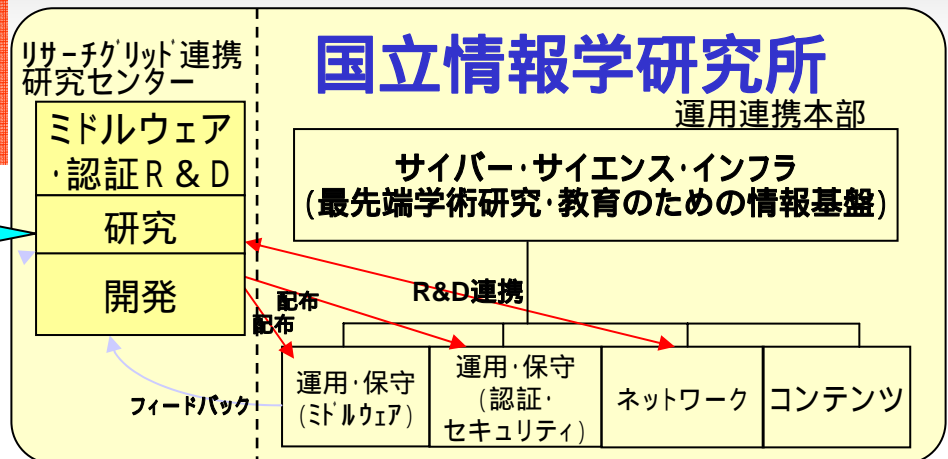 リサーチグリッド連携
研究センター
ミドルウェア
・認証R&D
研究
開発
フィードバック
国立情報学研究所
運用連携本部
サイバー・サイエンス・インフラ
(最先端学術研究・教育のための情報基盤)
R&D連携
配布
配布
運用・保守
(ミドルウェア)
運用・保守
(認証・
セキュリティ)
ネットワーク
コンテンツ